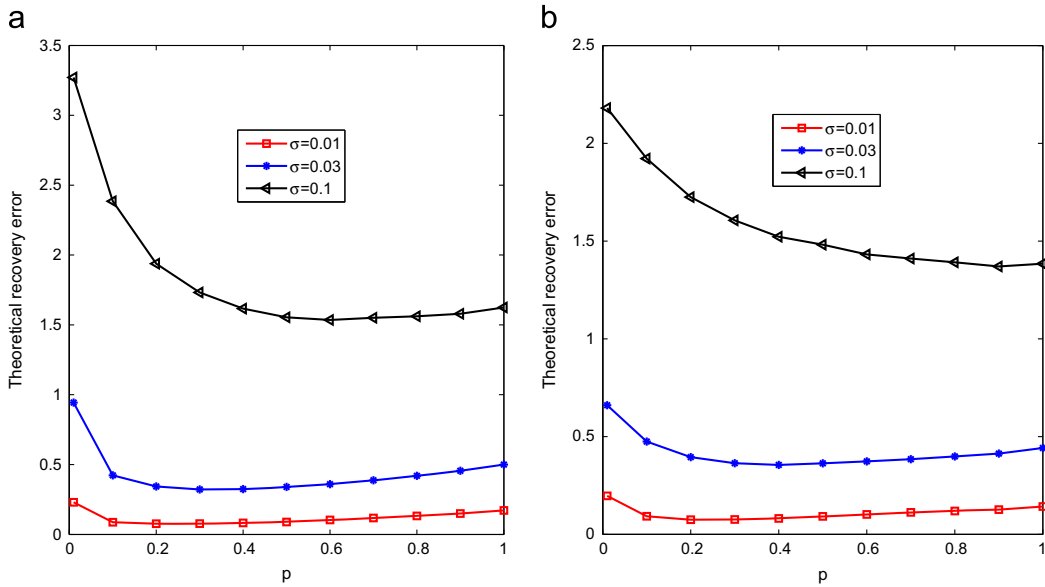 a
3.5
3
2.5
2
1.5
1
0.5
0
Theoretical recovery error
σ=0.01
σ=0.03
σ=0.1
0 0.2 0.4 0.6 0.8 1
p
b
2.5
2
1.5
1
0.5
0
Theoretical recovery error
σ=0.01
σ=0.03
σ=0.1
0 0.2 0.4 0.6 0.8 1
p